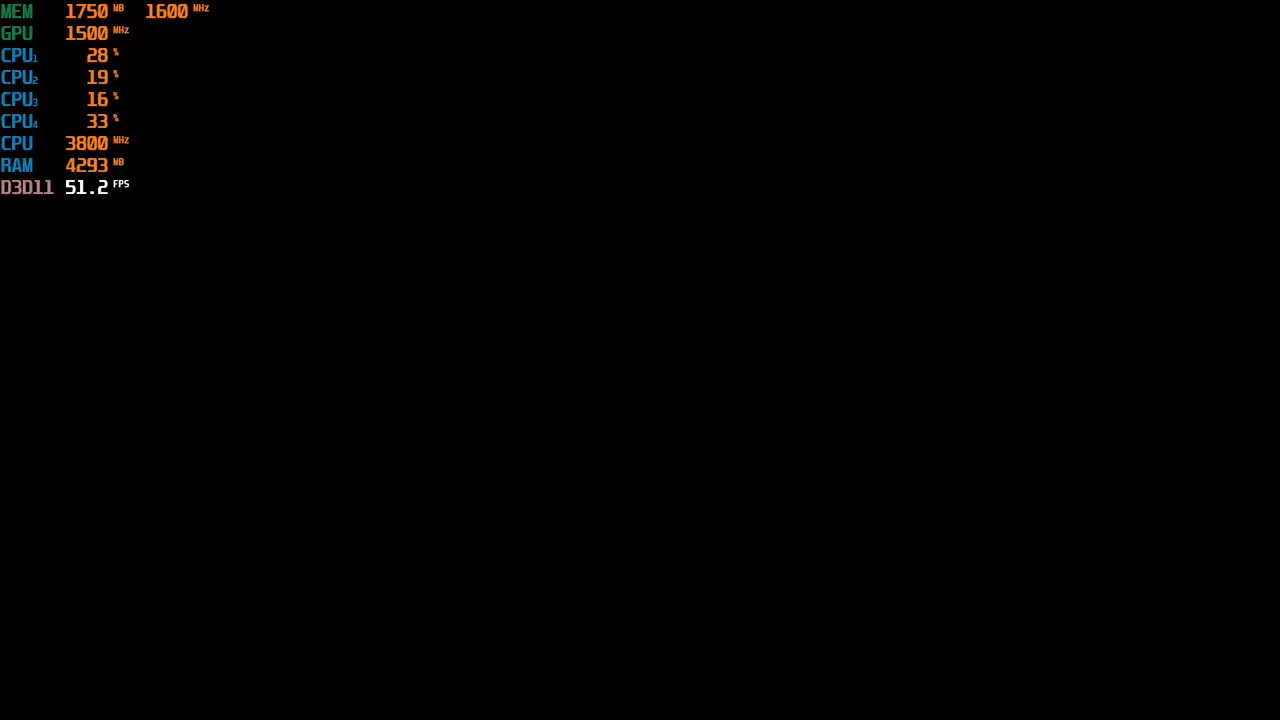 MEM 1750 MB 1600 MHz
GPU 1500 MHz
CPU1 28 %
CPU2 19 %
CPU3 16 %
CPU4 33 %
CPU 3800 MHz
RAM 4293 MB
D3D11 51.2 FPS